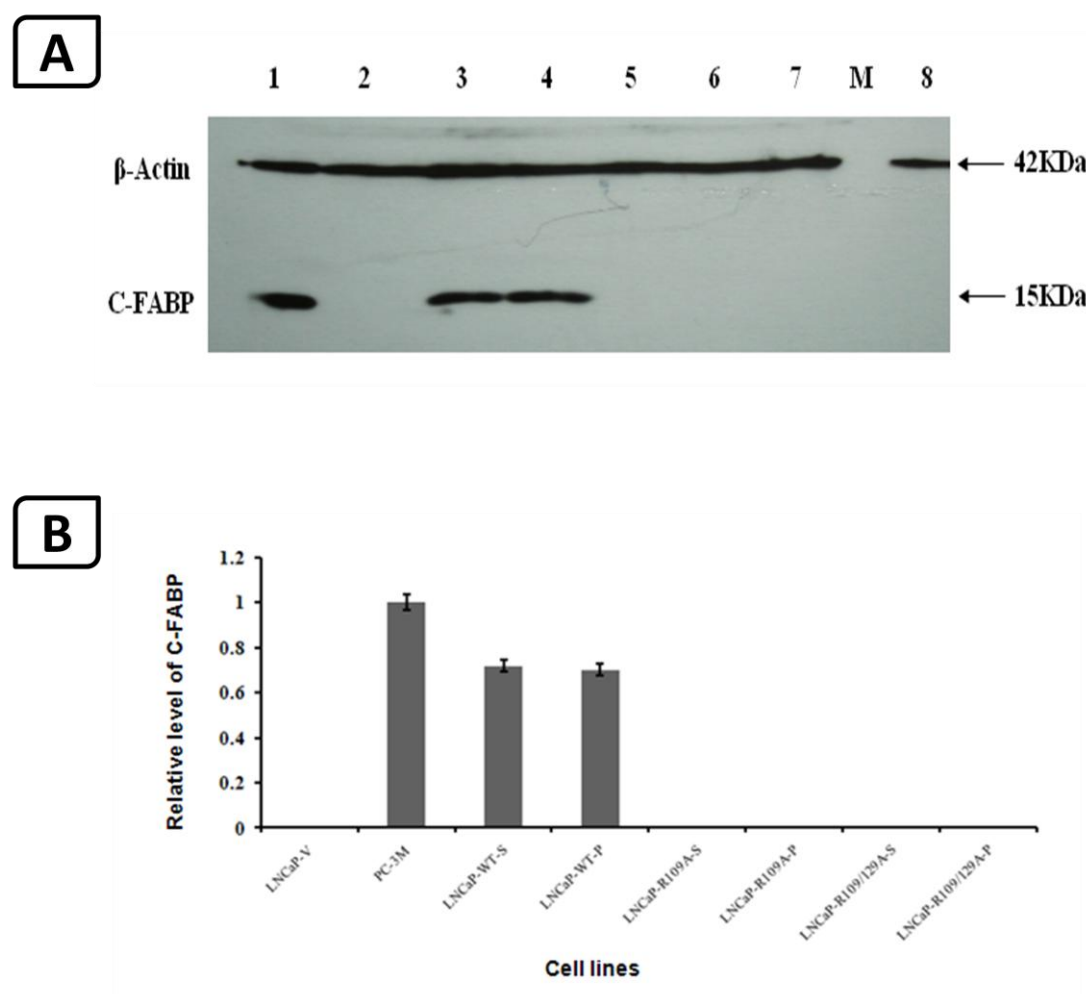 A
1 2 3 4 5 6 7 M 8
β-Actin 42KDa
C-FABP 15KDa
B
Relative level of C-FABP
1.2
1
0.8
0.6
0.4
0.2
0
LNCaP-V
PC-3M
LNCaP-WT-S
LNCaP-WT-P
LNCaP-R109A-S
LNCaP-R109A-P
LNCaP-R109/129A-S
LNCaP-R109/129A-P
Cell lines